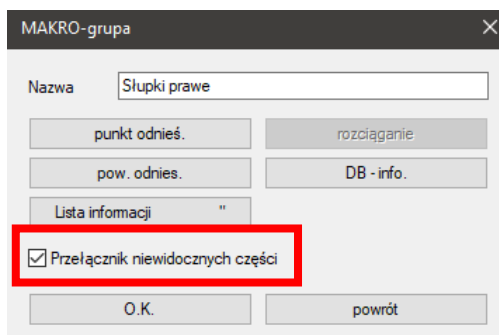 MAKRO-grupa
Nazwa Słupki prawe
punkt odnieś. rozciąganie
pow. odnies. DB - info.
Lista informacji "
Przełącznik niewidocznych części
O.K. powrót